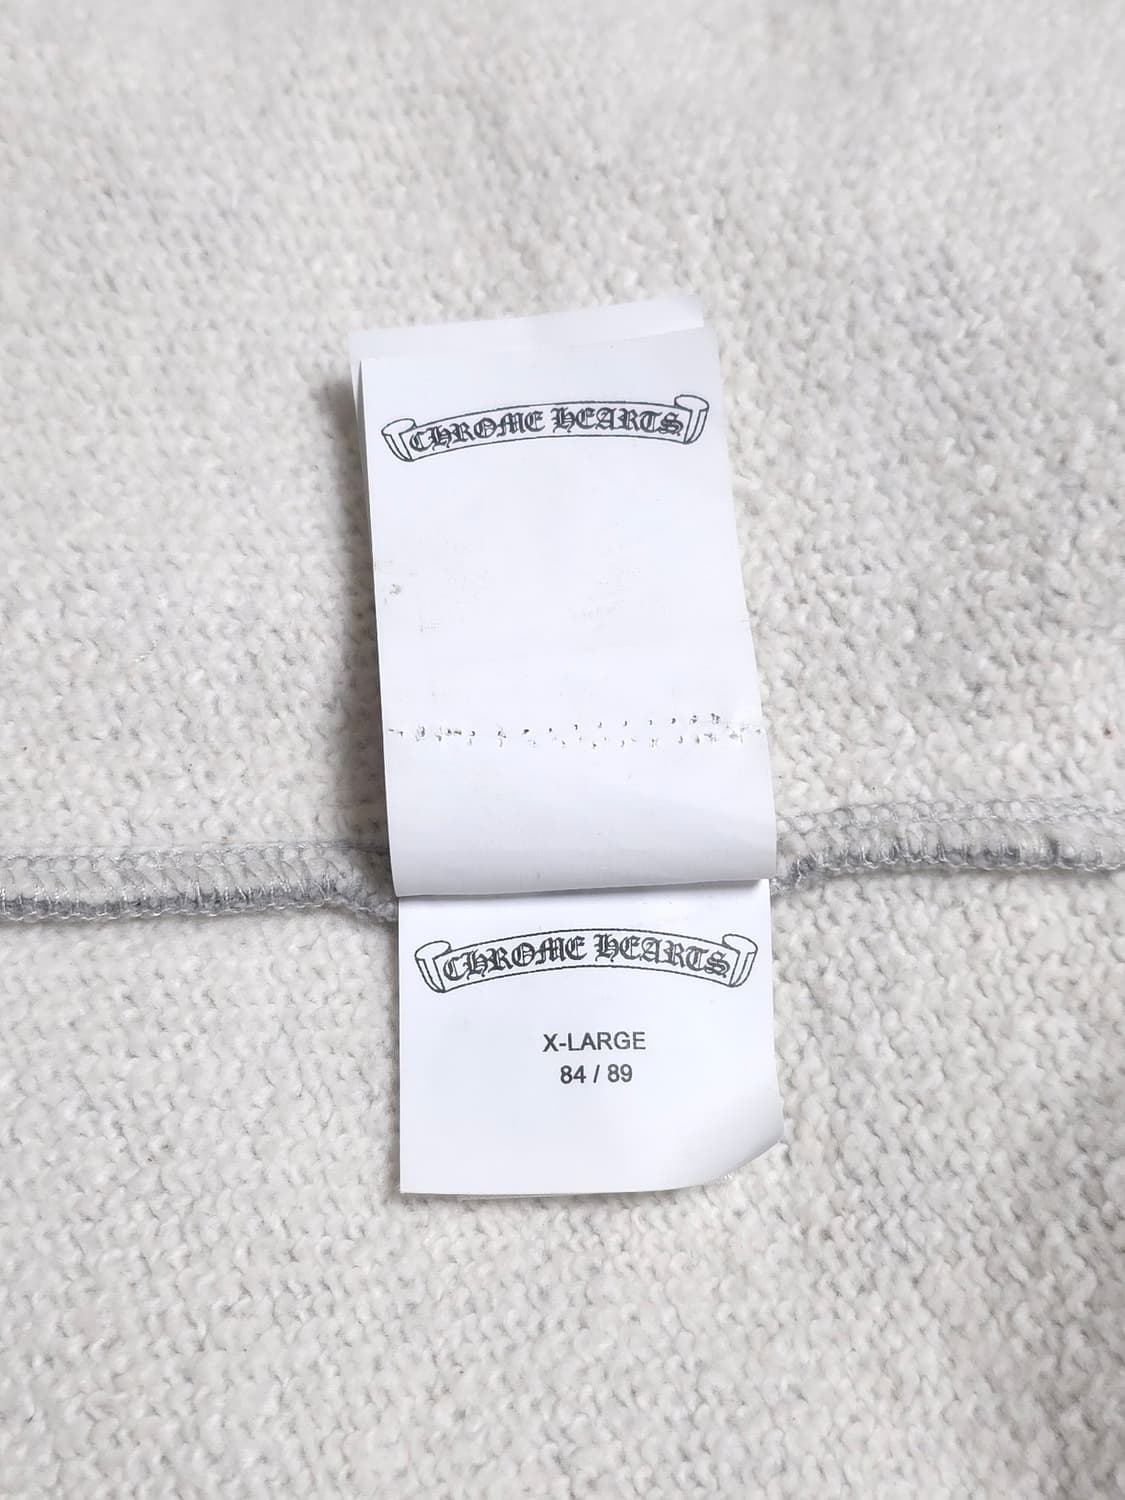 CHROME HEARTS
CHROME HEARTS
X-LARGE
84 / 89